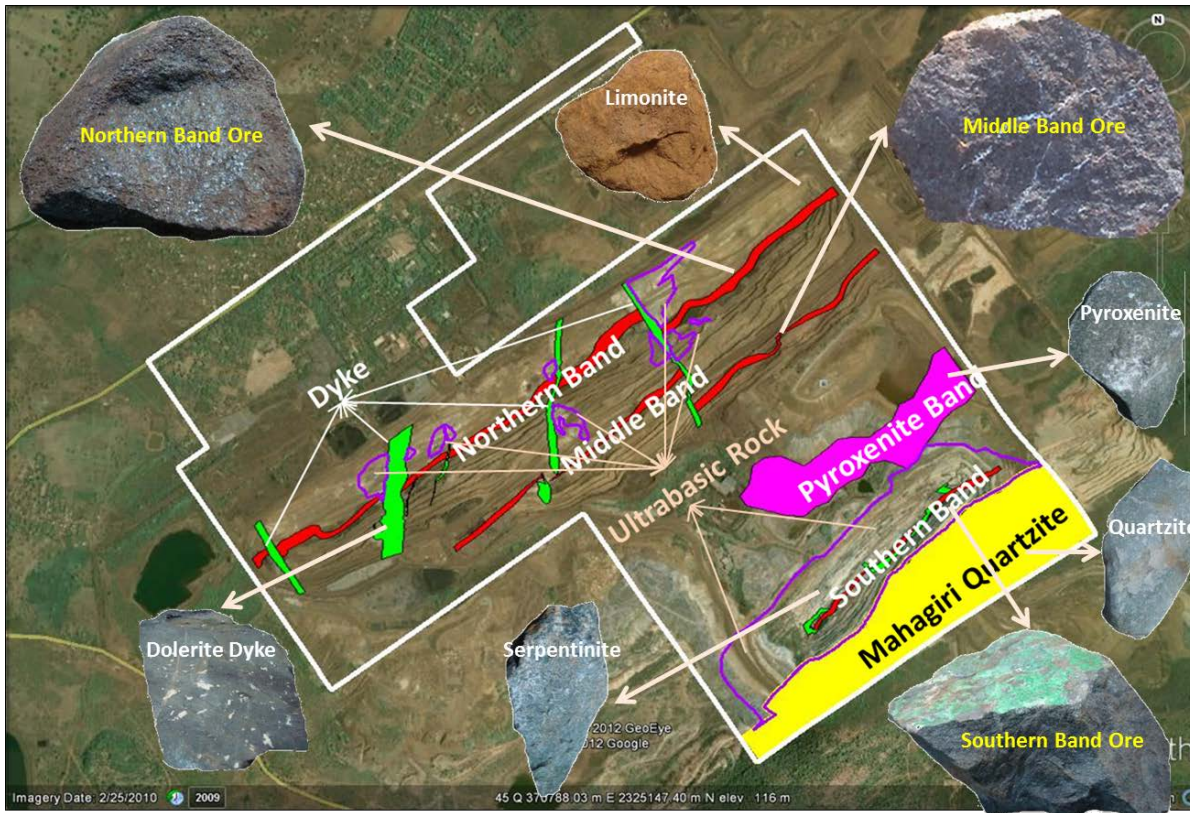 N
Northern Band Ore
Limonite
Middle Band Ore
Pyroxenite
Dyke
Northern Band
Middle Band
Pyroxenite Band
Ultrabasic Rock
Southern Band
Quartzite
Mahagiri Quartzite
Dolerite Dyke
Serpentinite
Southern Band Ore
2012 GeoEye
2012 Google
Imagery Date: 2/25/2010
2009
45 Q 370788.03 m E 2325147.40 m N elev 116 m